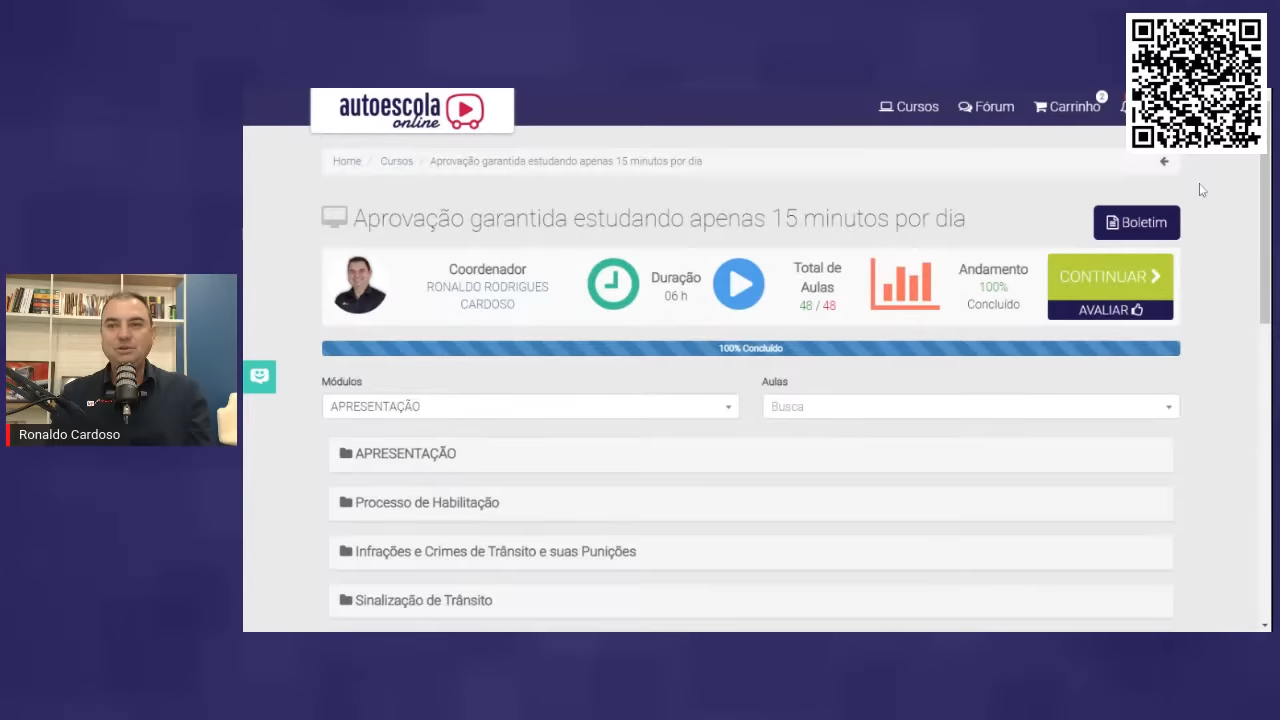 autoescola
online
Cursos
Fórum
Carrinho
2
Home / Cursos / Aprovação garantida estudando apenas 15 minutos por dia
Aprovação garantida estudando apenas 15 minutos por dia
Boletim
Coordenador
RONALDO RODRIGUES
CARDOSO
Duração
06 h
Total de
Aulas
48 / 48
Andamento
100%
Concluído
CONTINUAR
AVALIAR
100% Concluído
Módulos
Aulas
APRESENTAÇÃO
Busca
APRESENTAÇÃO
Processo de Habilitação
Infrações e Crimes de Trânsito e suas Punições
Sinalização de Trânsito
Ronaldo Cardoso